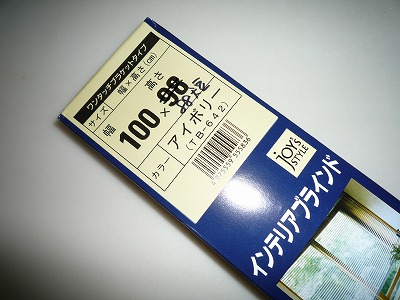 ワンタッチブラケットタイプ
サイズ 幅×高さ(cm)
幅 高さ
100×98
カラー アイボリー
(TB-642)
JOY'S
STYLE
インテリアブラインド